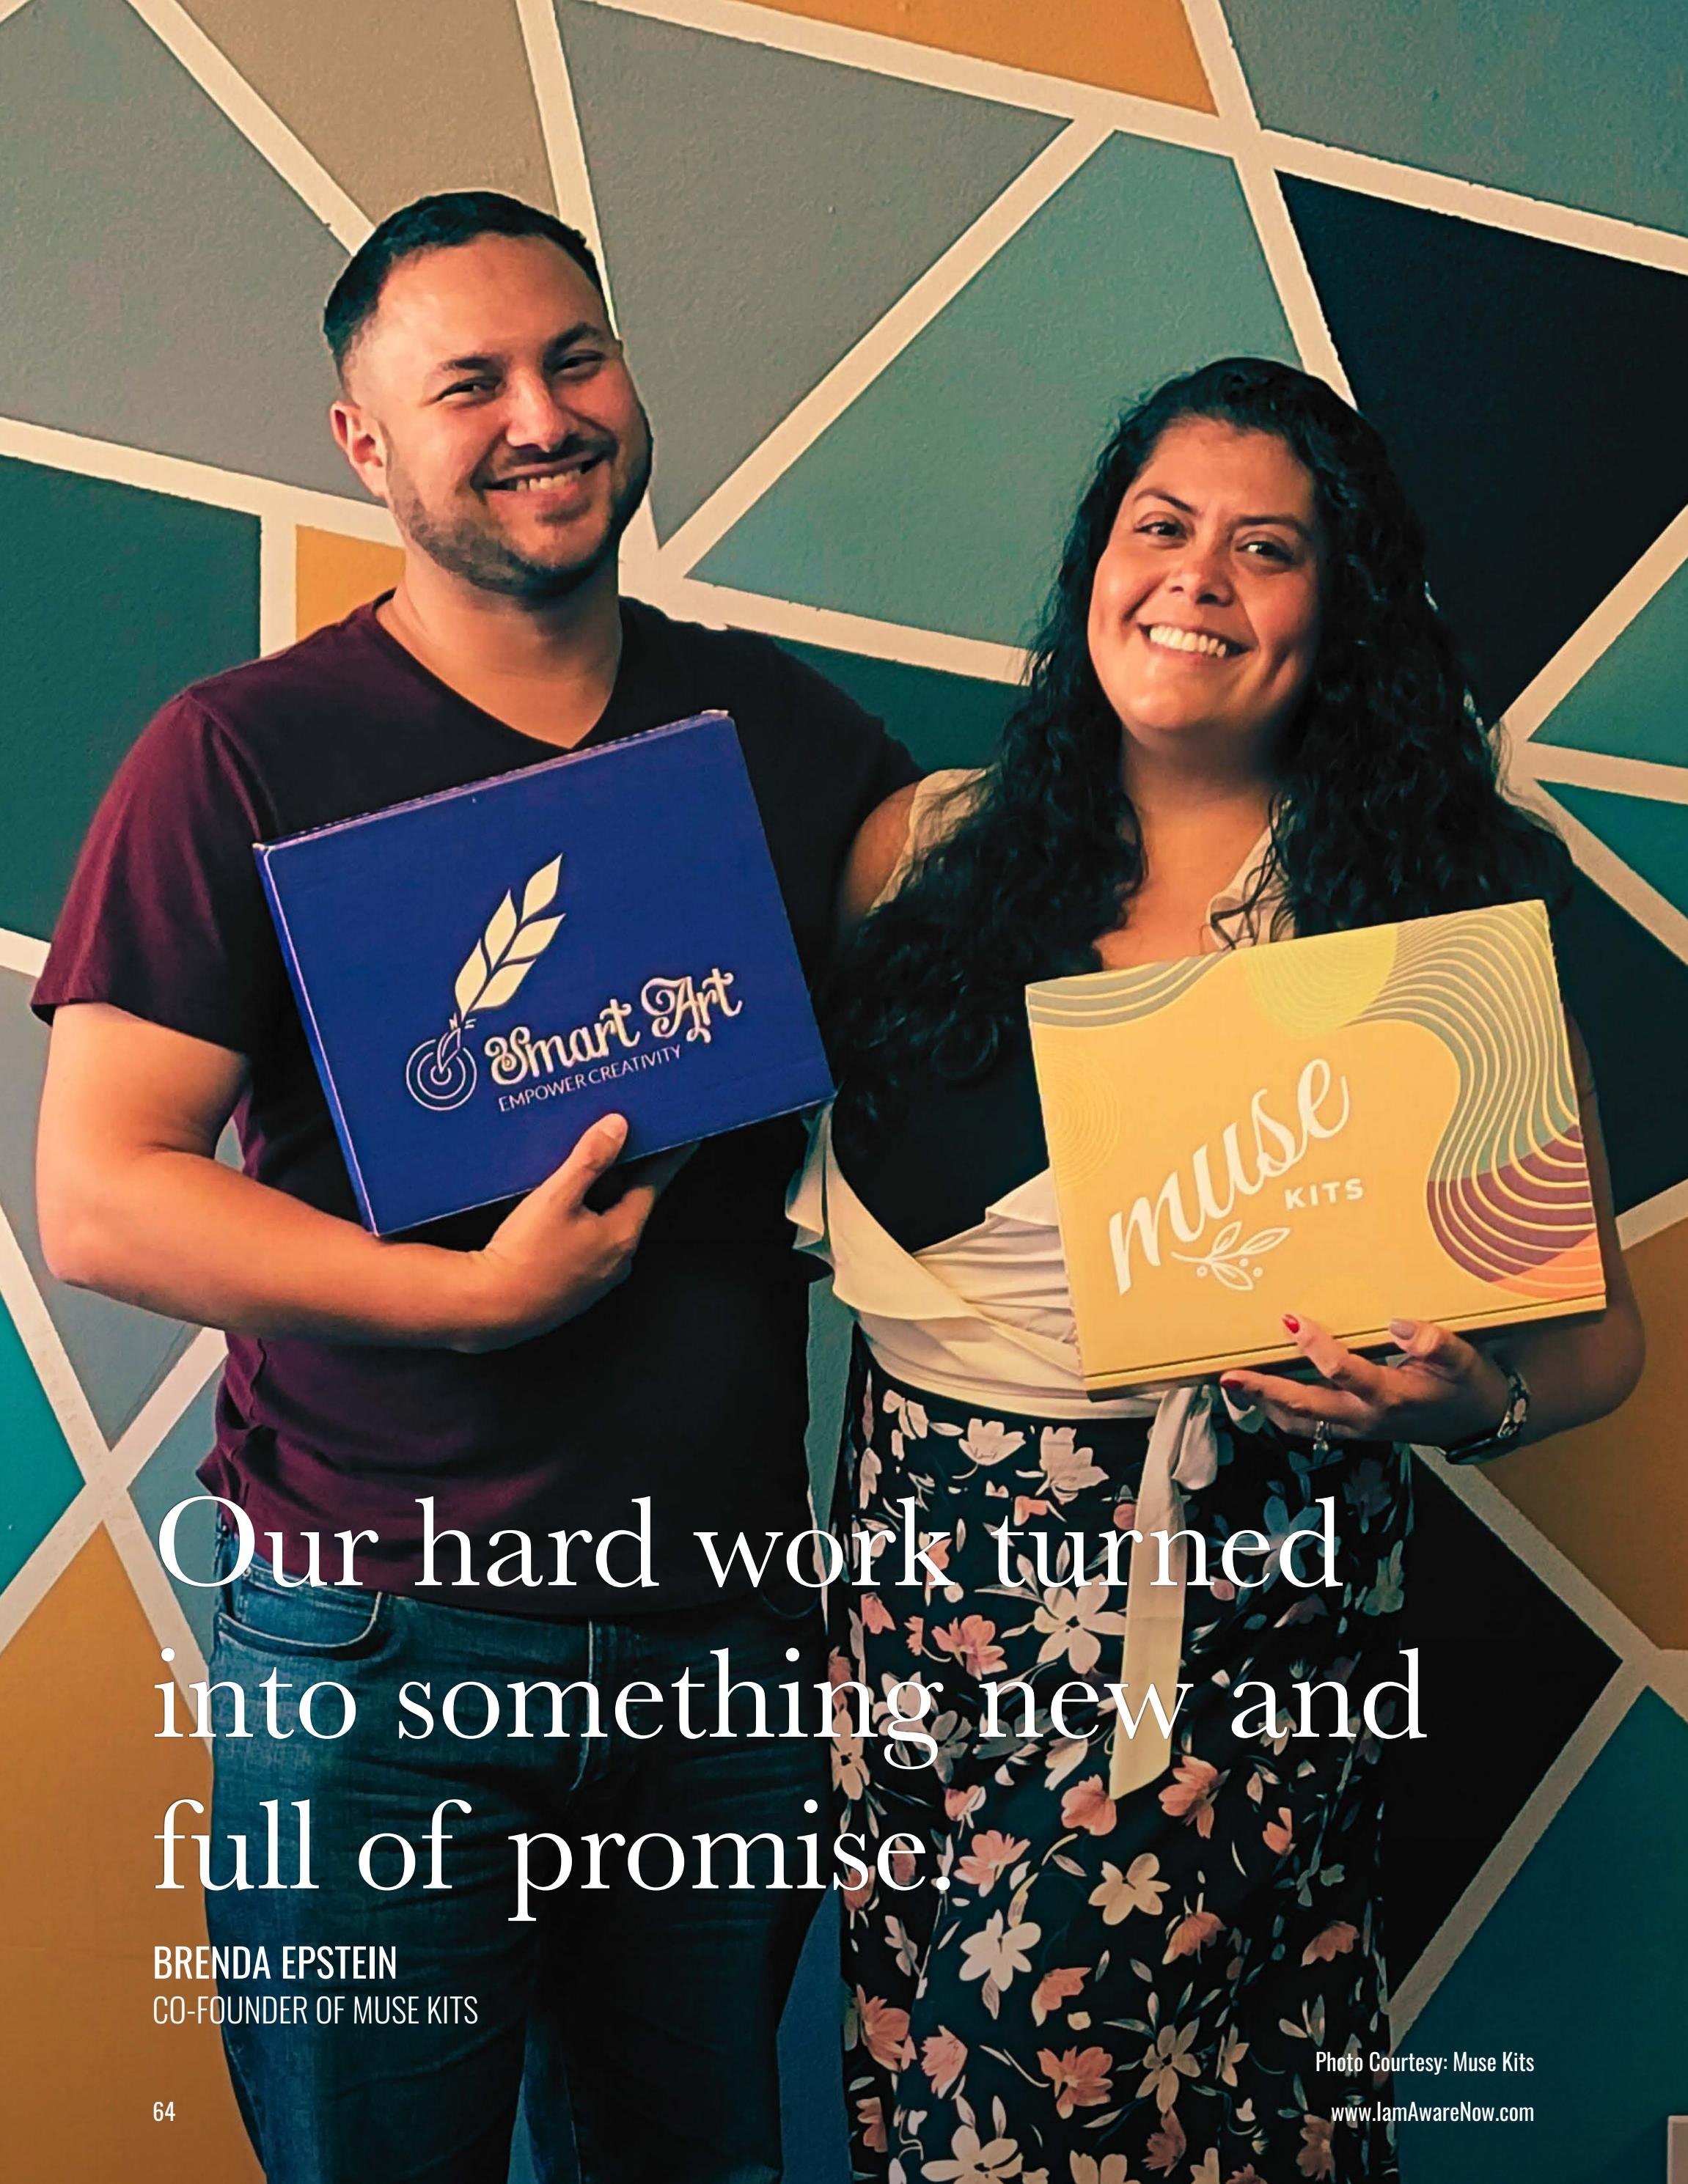 Smart Art
EMPOWER CREATIVITY
muse
KITS
Our hard work turned
into something new and
full of promise.
BRENDA EPSTEIN
CO-FOUNDER OF MUSE KITS
Photo Courtesy: Muse Kits
64
www.IamAwareNow.com